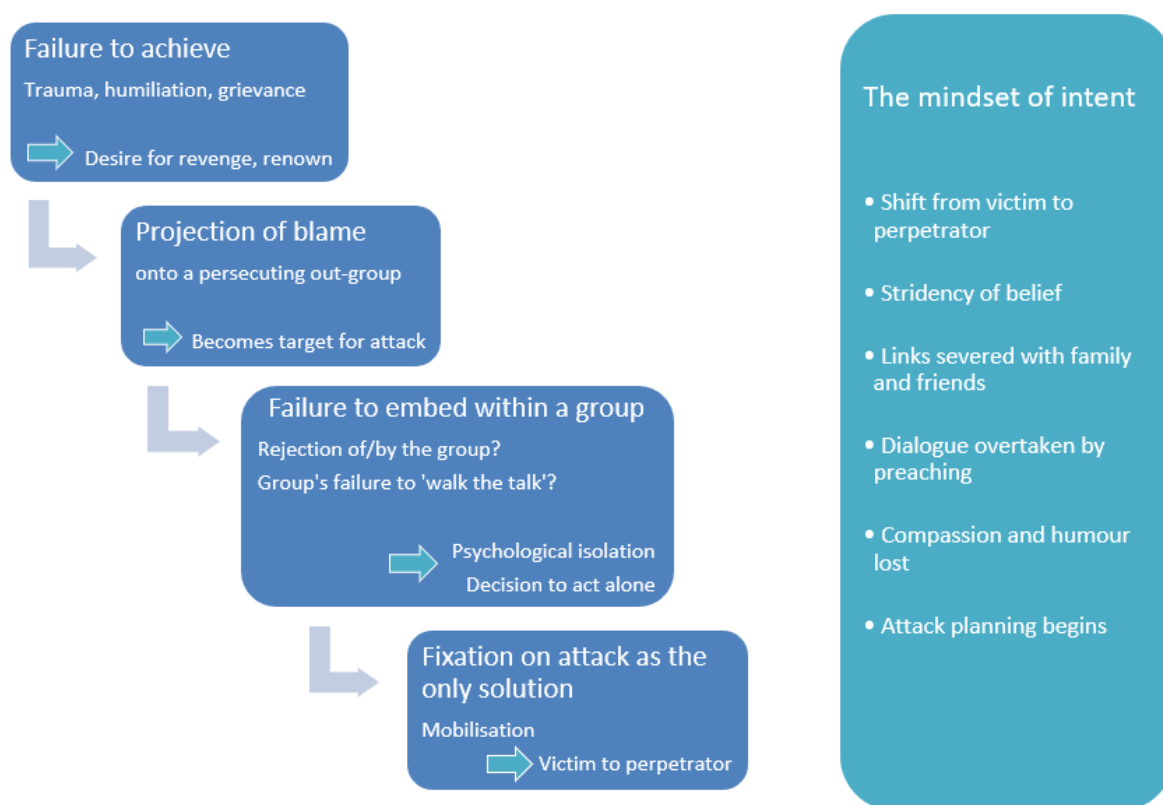 Failure to achieve
Trauma, humiliation, grievance
Desire for revenge, renown
Projection of blame
onto a persecuting out-group
Becomes target for attack
Failure to embed within a group
Rejection of/by the group?
Group's failure to 'walk the talk'?
Psychological isolation
Decision to act alone
Fixation on attack as the
only solution
Mobilisation
Victim to perpetrator
The mindset of intent
• Shift from victim to
perpetrator
• Stridency of belief
• Links severed with family
and friends
• Dialogue overtaken by
preaching
• Compassion and humour
lost
• Attack planning begins